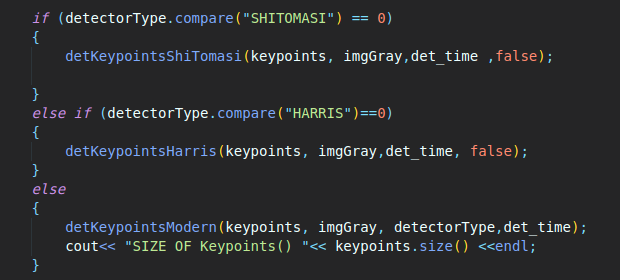 if (detectorType.compare("SHITOMASI") == 0)
{
detKeypointsShiTomasi(keypoints, imgGray,det_time ,false);
}
else if (detectorType.compare("HARRIS")==0)
{
detKeypointsHarris(keypoints, imgGray,det_time, false);
}
else
{
detKeypointsModern(keypoints, imgGray, detectorType,det_time);
cout<< "SIZE OF Keypoints() "<< keypoints.size() <<endl;
}